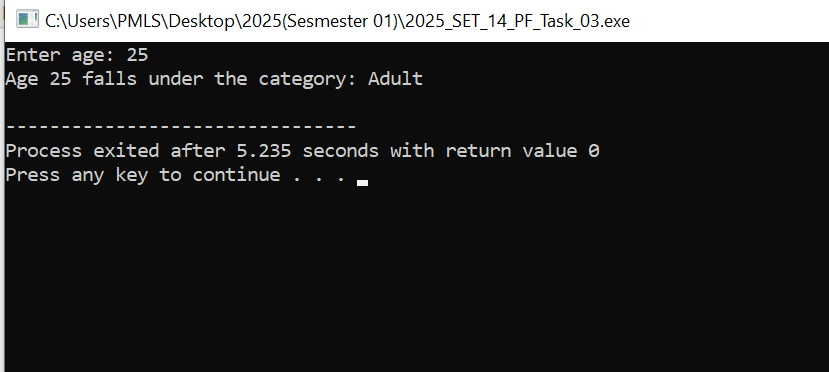 C:\Users\PMLS\Desktop\2025(Sesmester 01)\2025_SET_14_PF_Task_03.exe
Enter age: 25
Age 25 falls under the category: Adult
--------------------------------
Process exited after 5.235 seconds with return value 0
Press any key to continue . . .